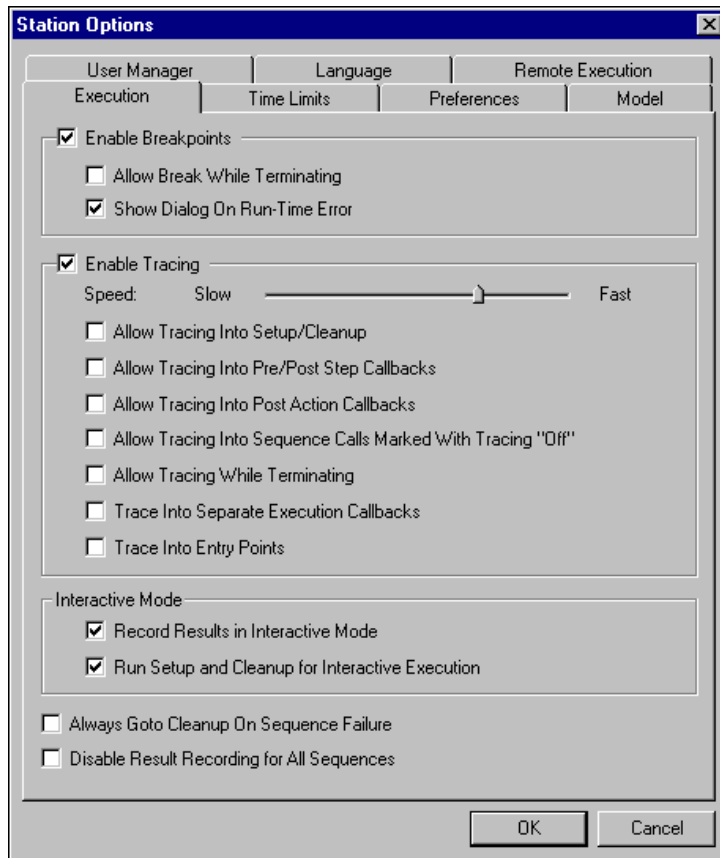 Station Options
User Manager Language Remote Execution
Execution Time Limits Preferences Model
Enable Breakpoints
Allow Break While Terminating
Show Dialog On Run-Time Error
Enable Tracing
Speed: Slow Fast
Allow Tracing Into Setup/Cleanup
Allow Tracing Into Pre/Post Step Callbacks
Allow Tracing Into Post Action Callbacks
Allow Tracing Into Sequence Calls Marked With Tracing "Off"
Allow Tracing While Terminating
Trace Into Separate Execution Callbacks
Trace Into Entry Points
Interactive Mode
Record Results in Interactive Mode
Run Setup and Cleanup for Interactive Execution
Always Goto Cleanup On Sequence Failure
Disable Result Recording for All Sequences
OK Cancel